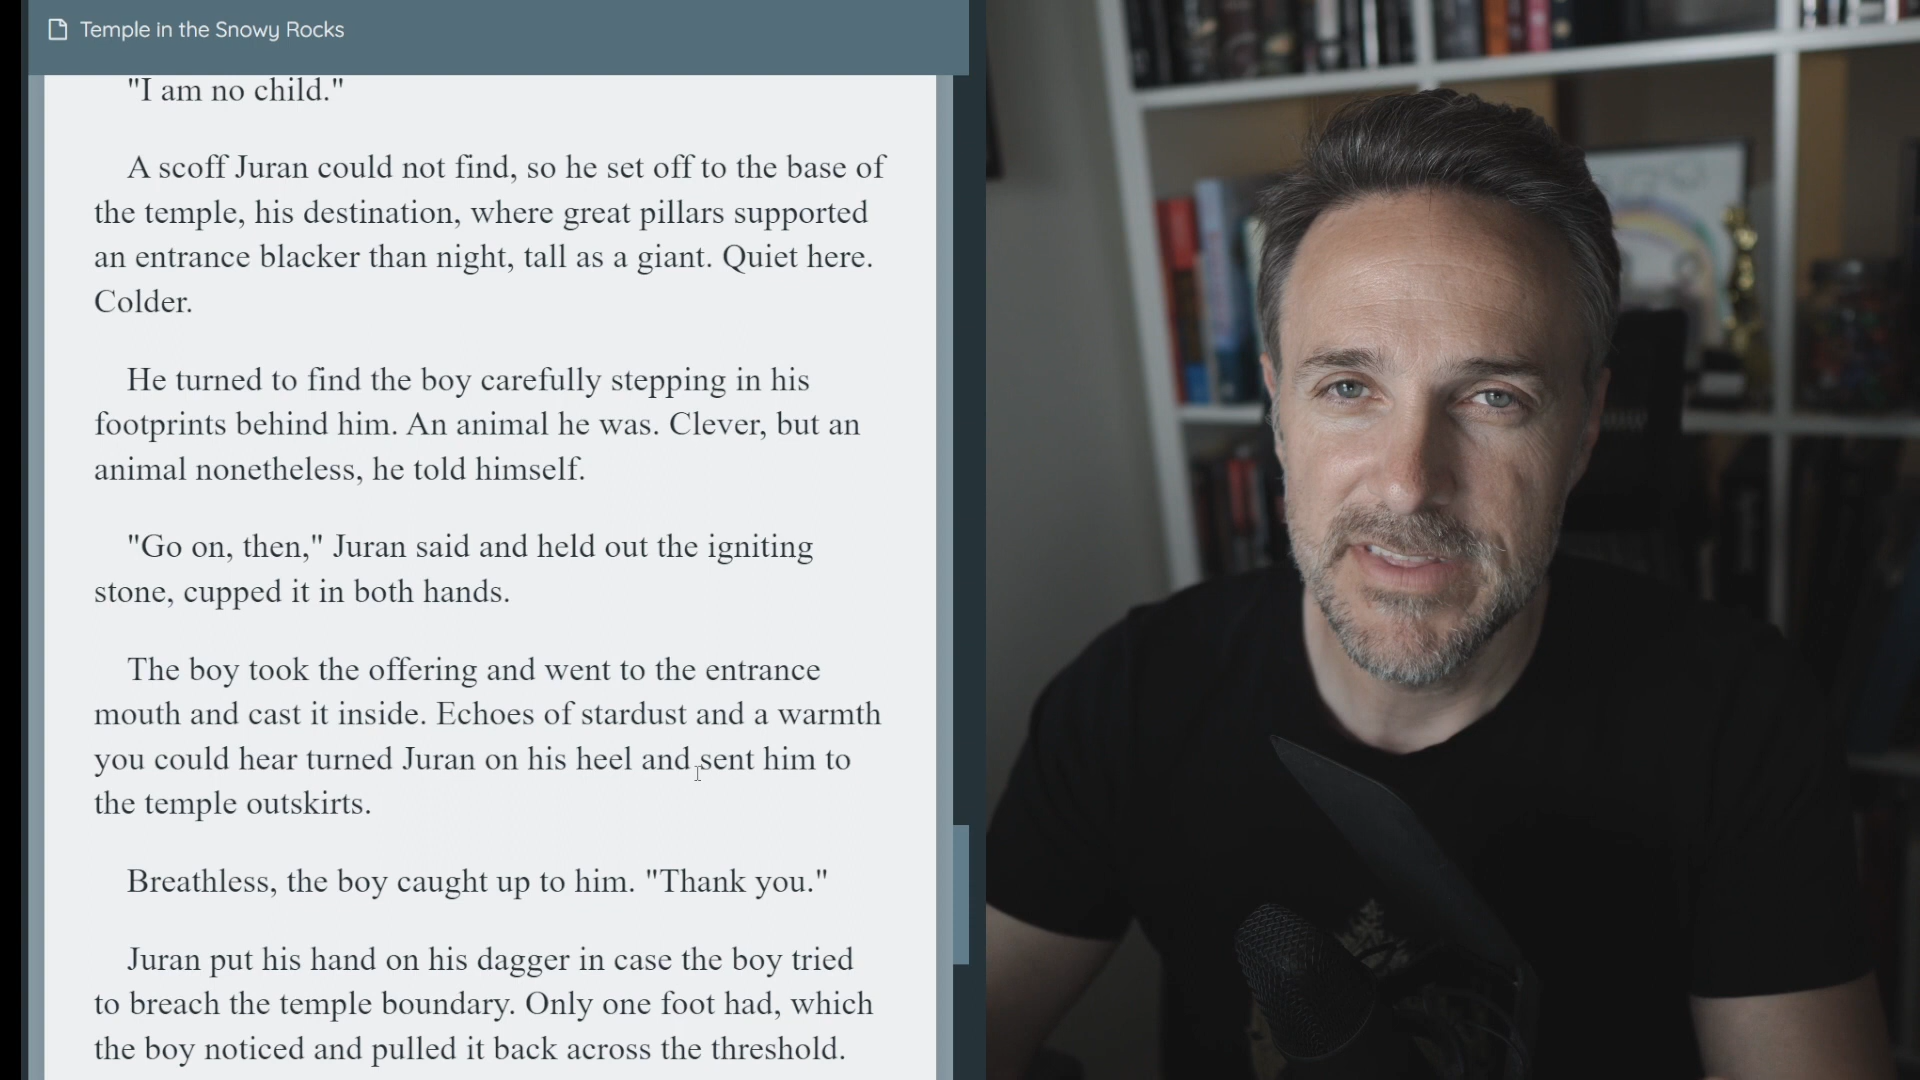 Temple in the Snowy Rocks
"I am no child."
A scoff Juran could not find, so he set off to the base of
the temple, his destination, where great pillars supported
an entrance blacker than night, tall as a giant. Quiet here.
Colder.
He turned to find the boy carefully stepping in his
footprints behind him. An animal he was. Clever, but an
animal nonetheless, he told himself.
"Go on, then," Juran said and held out the igniting
stone, cupped it in both hands.
The boy took the offering and went to the entrance
mouth and cast it inside. Echoes of stardust and a warmth
you could hear turned Juran on his heel and sent him to
the temple outskirts.
Breathless, the boy caught up to him. "Thank you."
Juran put his hand on his dagger in case the boy tried
to breach the temple boundary. Only one foot had, which
the boy noticed and pulled it back across the threshold.